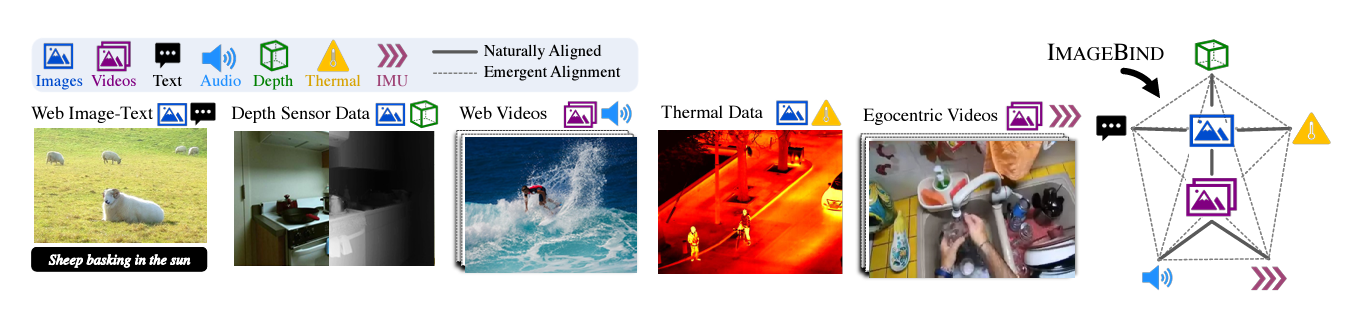 Naturally Aligned
Emergent Alignment
Images Videos Text Audio Depth Thermal IMU
IMAGEBIND
Web Image-Text
Depth Sensor Data
Web Videos
Thermal Data
Egocentric Videos
Sheep basking in the sun